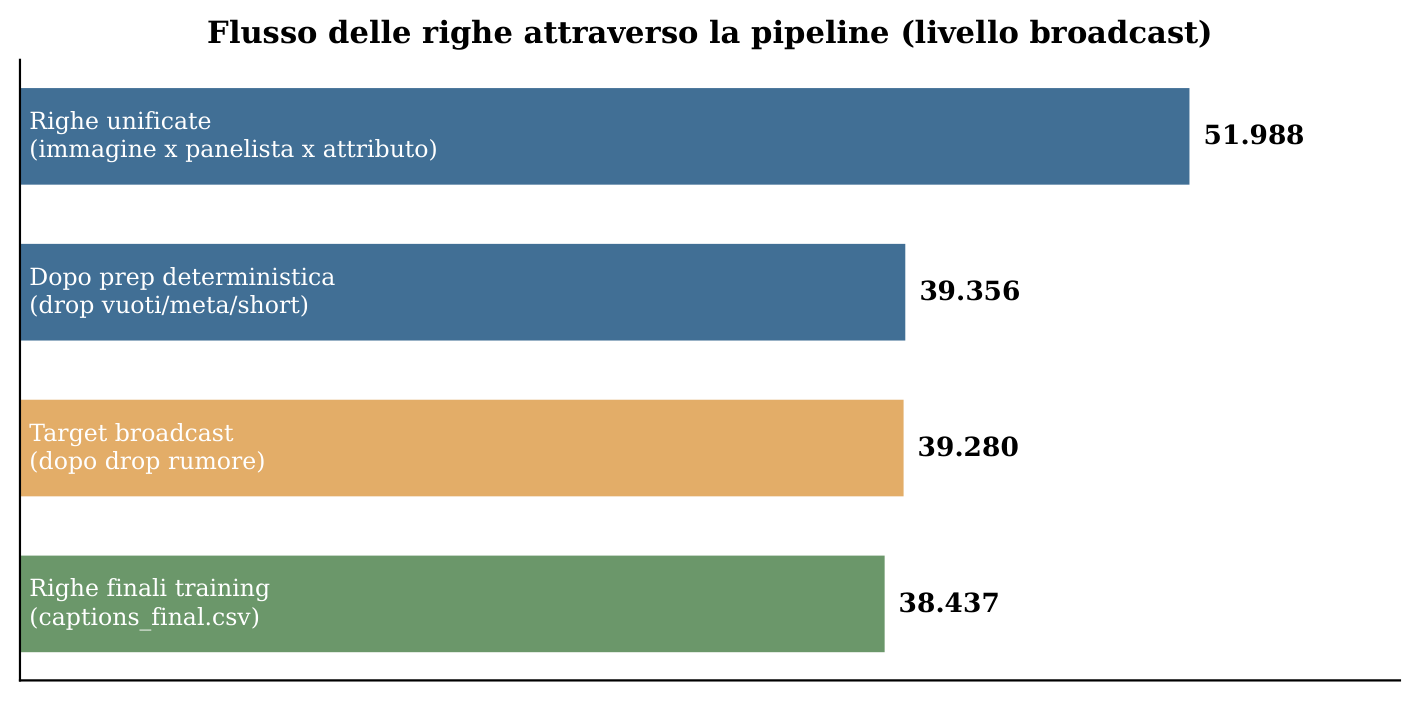 Flusso delle righe attraverso la pipeline (livello broadcast)
Righe unificate
(immagine x panelista x attributo)
51.988
Dopo prep deterministica
(drop vuoti/meta/short)
39.356
Target broadcast
(dopo drop rumore)
39.280
Righe finali training
(captions_final.csv)
38.437